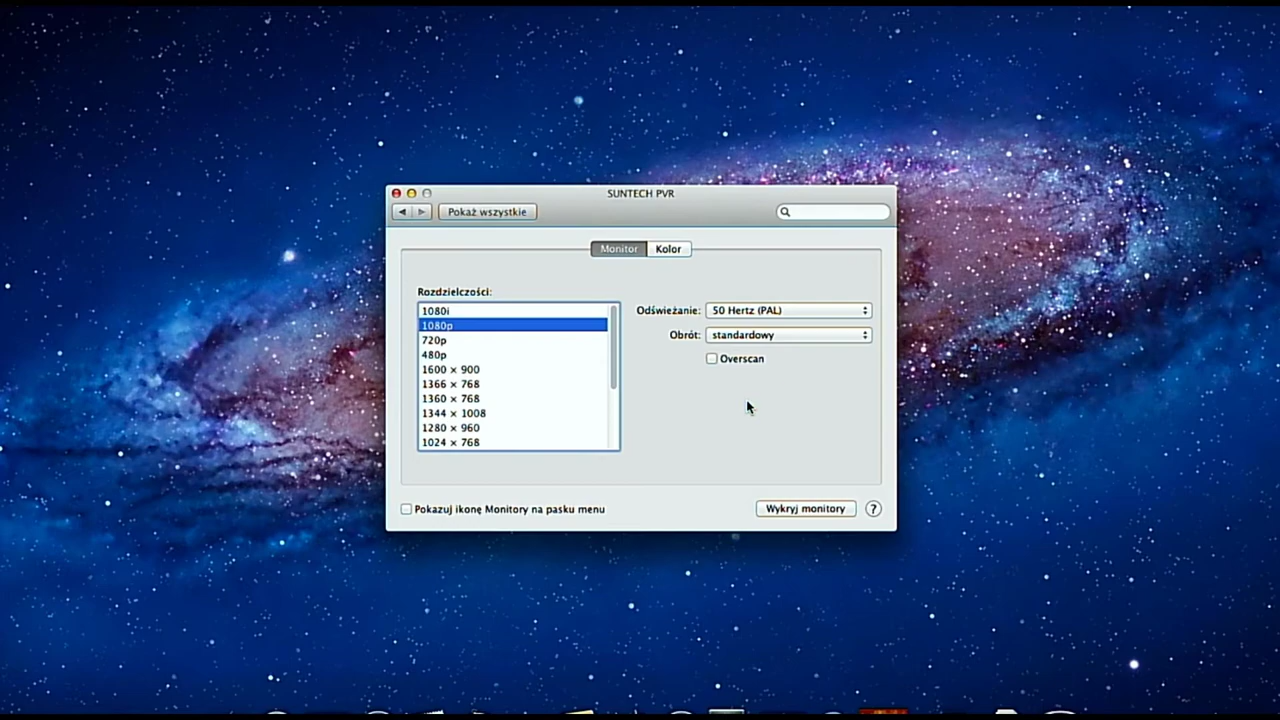 SUNTECH PVR
Pokaż wszystkie
Monitor Kolor
Rozdzielczości:
1080i
1080p
720p
480p
1600 × 900
1366 × 768
1360 × 768
1344 × 1008
1280 × 960
1024 × 768
Odświeżanie: 50 Hertz (PAL)
Obrót: standardowy
Overscan
Pokazuj ikonę Monitory na pasku menu
Wykryj monitory ?